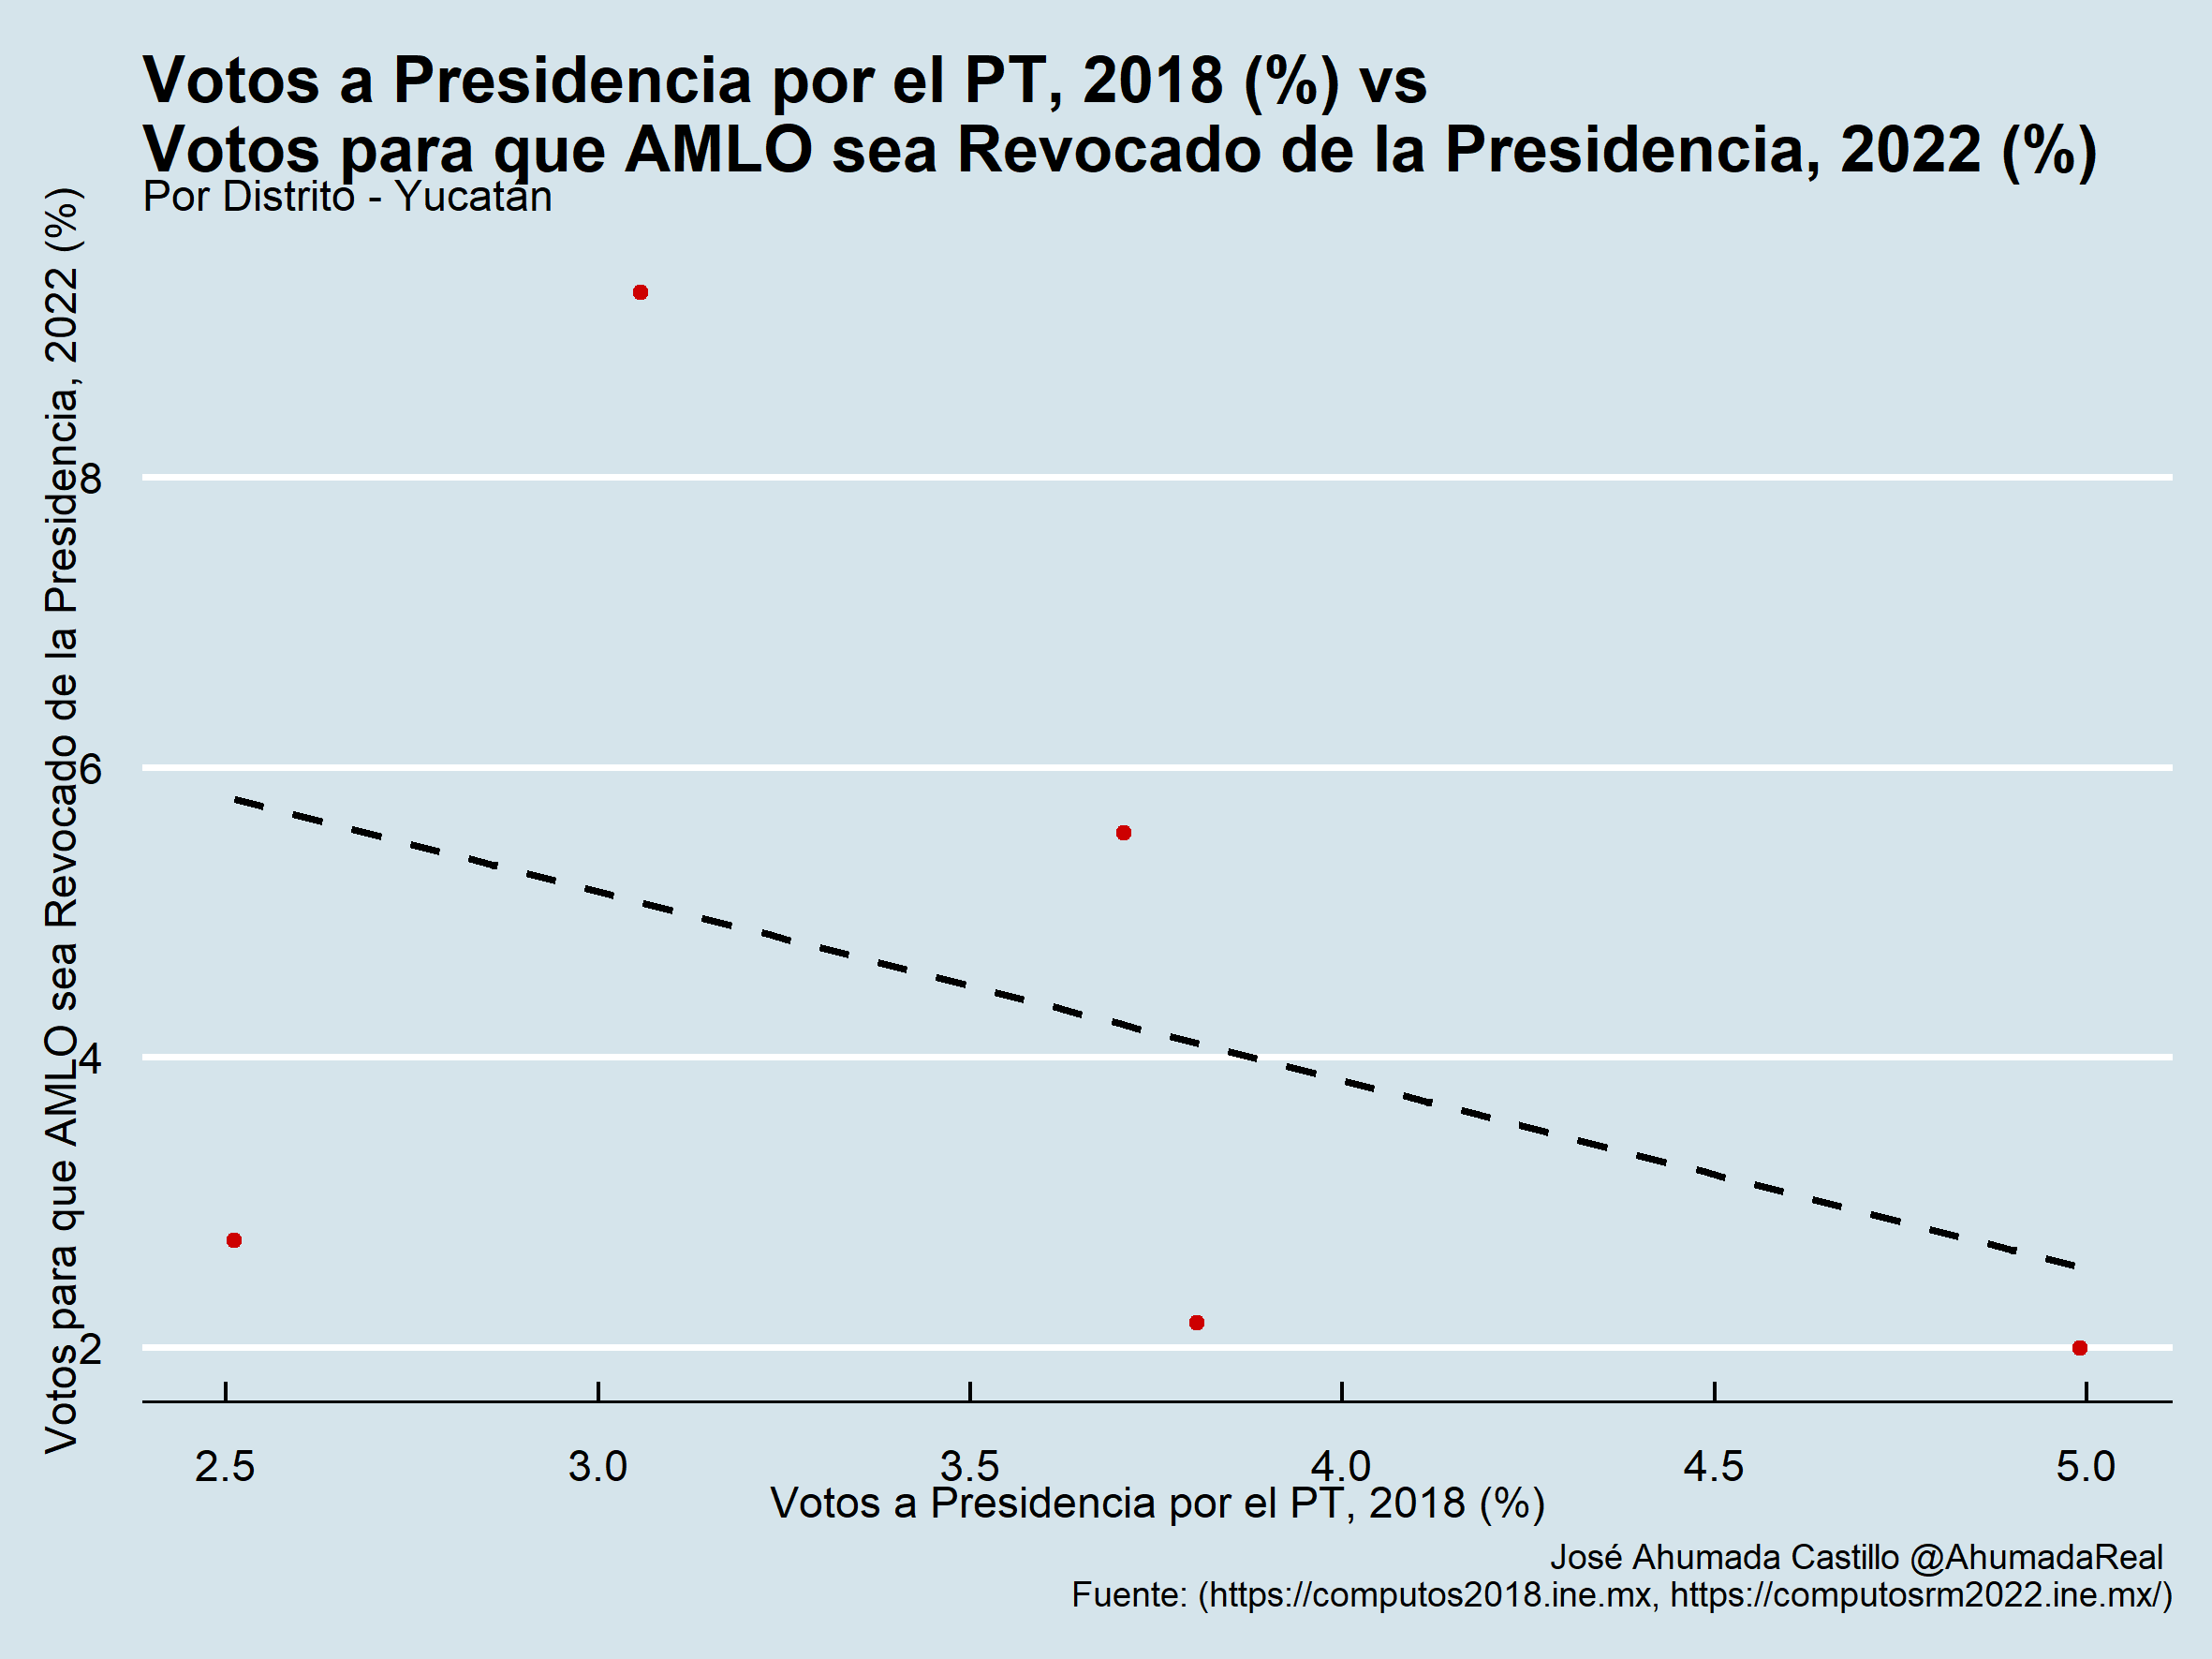 Votos a Presidencia por el PT, 2018 (%) vs
Votos para que AMLO sea Revocado de la Presidencia, 2022 (%)
Por Distrito - Yucatán
Votos para que AMLO sea Revocado de la Presidencia, 2022 (%)
8
6
4
2
2.5 3.0 3.5 4.0 4.5 5.0
Votos a Presidencia por el PT, 2018 (%)
José Ahumada Castillo @AhumadaReal
Fuente: (https://computos2018.ine.mx, https://computosrm2022.ine.mx/)